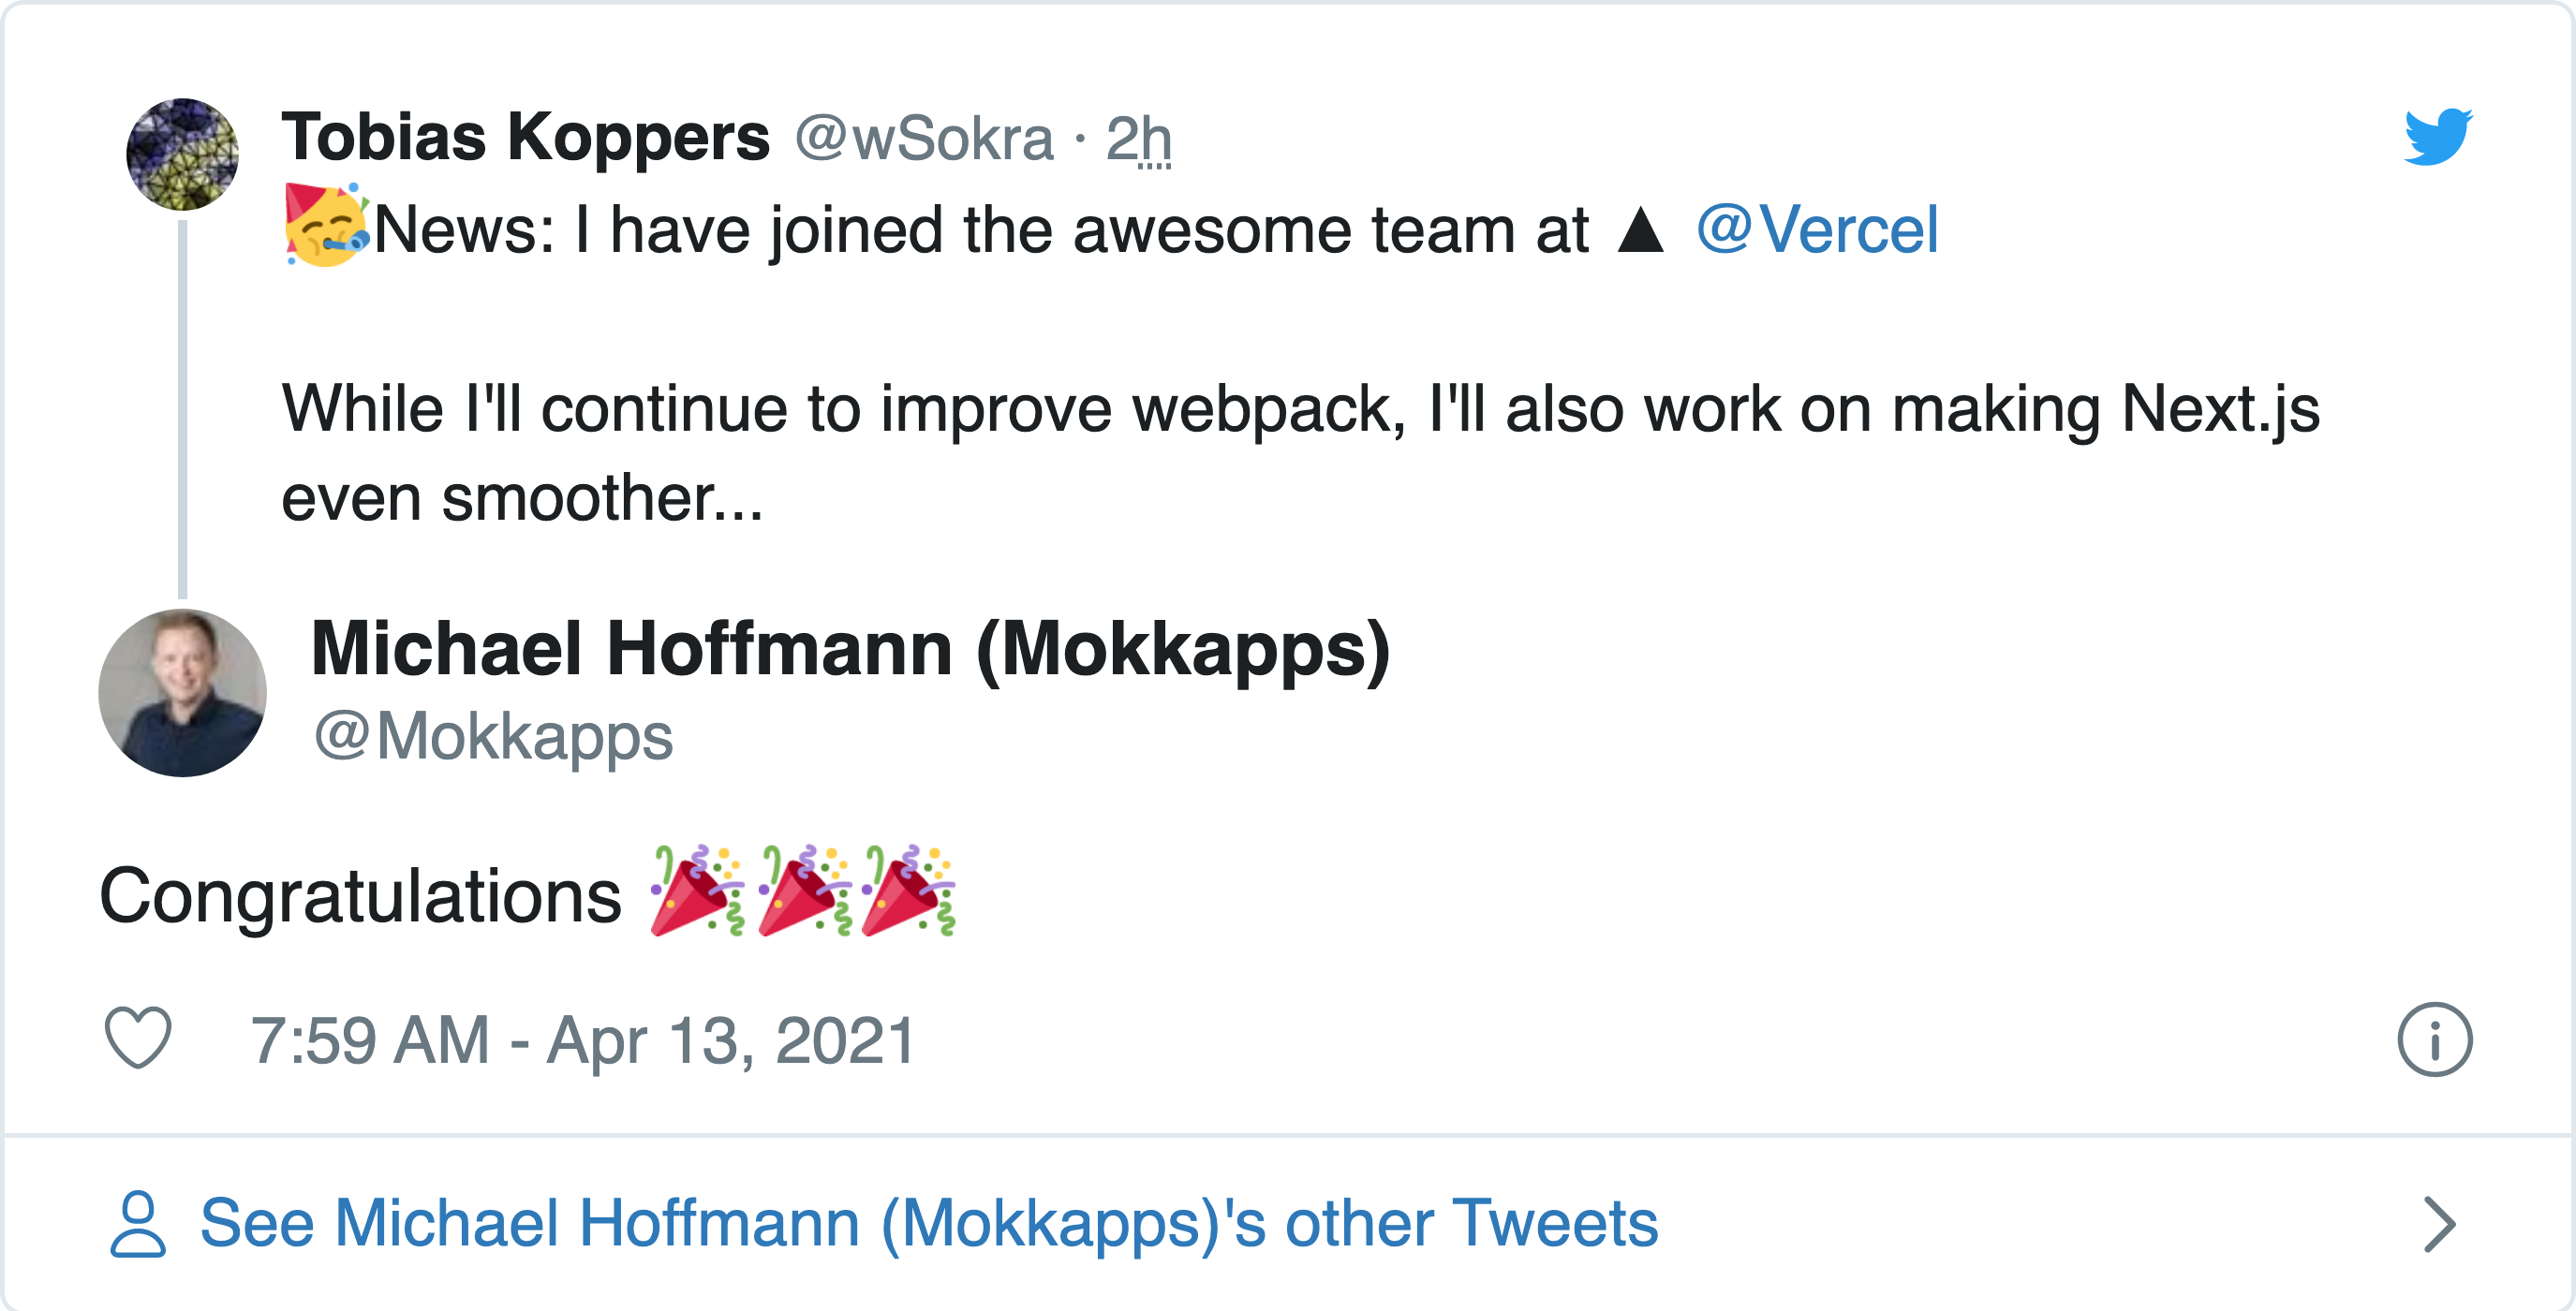 Tobias Koppers @wSokra · 2h
🥳News: I have joined the awesome team at ▲ @Vercel
While I'll continue to improve webpack, I'll also work on making Next.js
even smoother...
Michael Hoffmann (Mokkapps)
@Mokkapps
Congratulations 🎉🎉🎉
7:59 AM - Apr 13, 2021
See Michael Hoffmann (Mokkapps)'s other Tweets